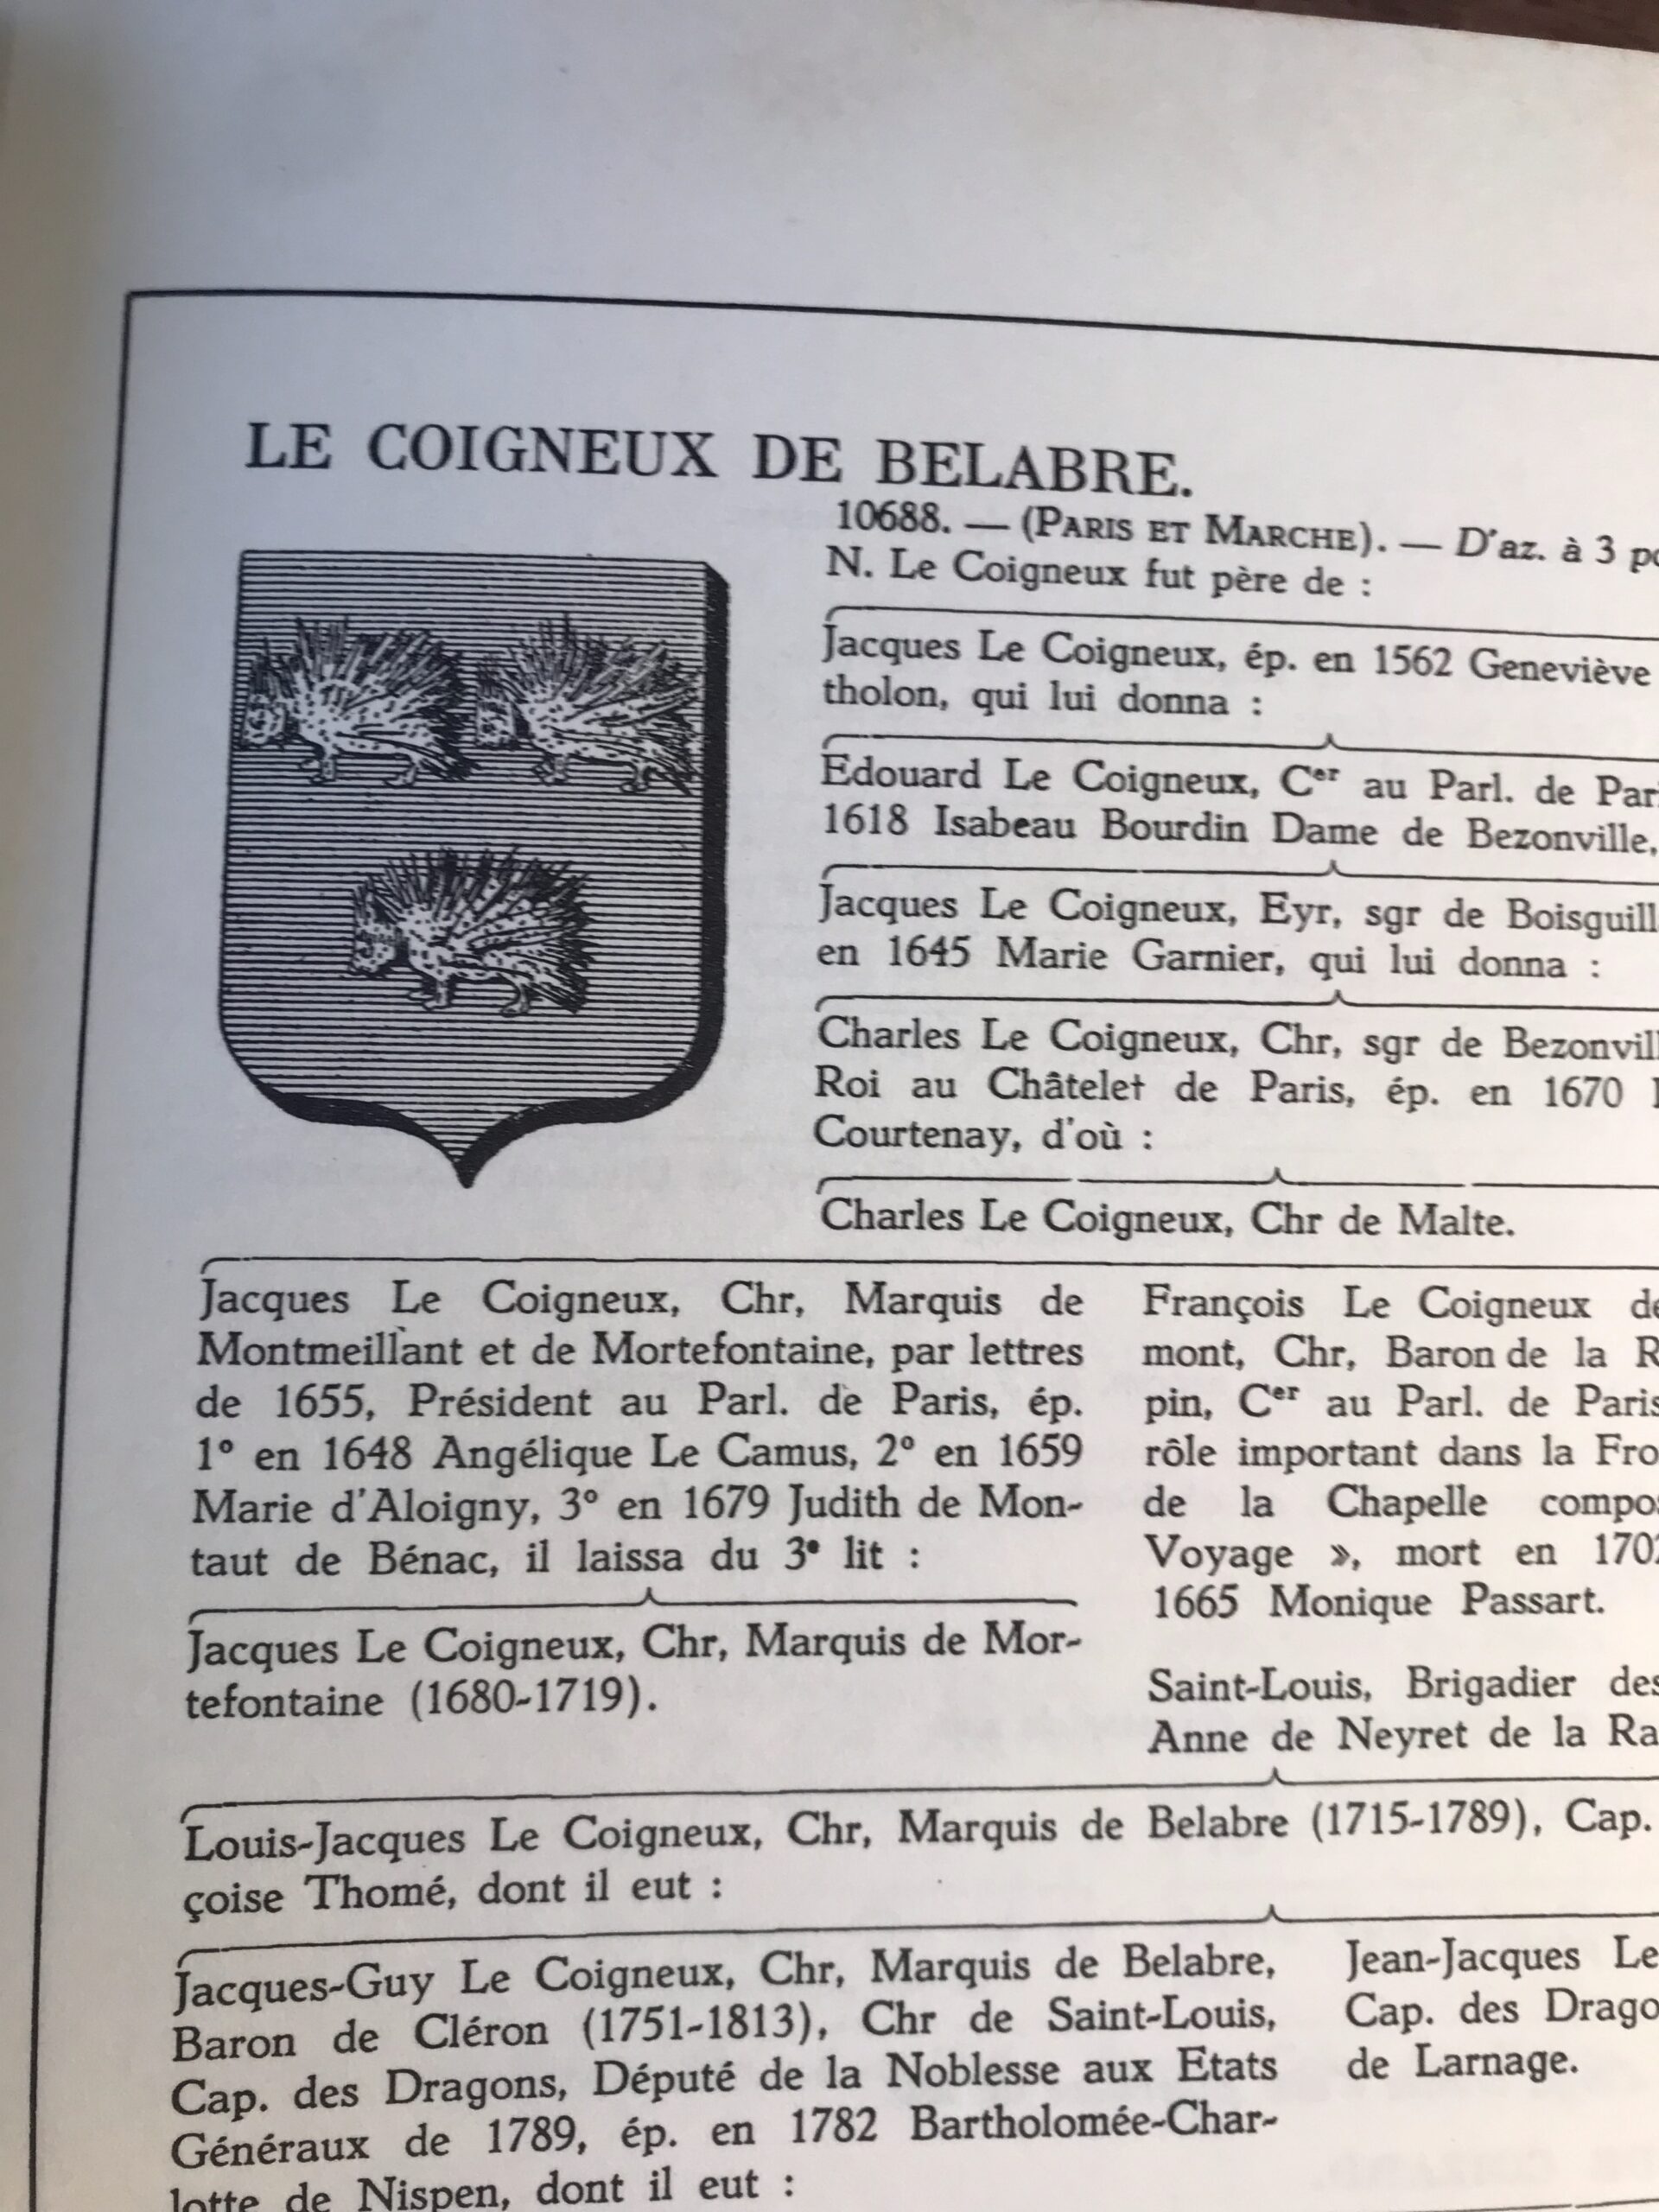 LE COIGNEUX DE BELABRE.
10688. — (PARIS ET MARCHE). — D'az. à 3
N. Le Coigneux fut père de :
Jacques Le Coigneux, ép. en 1562 Geneviève
tholon, qui lui donna :
Edouard Le Coigneux, Cer au Parl. de
1618 Isabeau Bourdin Dame de Bezonville,
Jacques Le Coigneux, Eyr, sgr de
en 1645 Marie Garnier, qui lui donna :
Charles Le Coigneux, Chr, sgr de
Roi au Châtelet de Paris, ép. en 1670
Courtenay, d'où :
Charles Le Coigneux, Chr de Malte.
Jacques Le Coigneux, Chr, Marquis de
Montmeillant et de Mortefontaine, par lettres
de 1655, Président au Parl. de Paris, ép.
1° en 1648 Angélique Le Camus, 2° en 1659
Marie d'Aloigny, 3° en 1679 Judith de Mon-
taut de Bénac, il laissa du 3e lit :
Jacques Le Coigneux, Chr, Marquis de Mor-
tefontaine (1680-1719).
François Le Coigneux
mont, Chr, Baron de la
pin, Cer au Parl. de Paris
rôle important dans la
de la Chapelle
Voyage », mort en
1665 Monique Passart.
Saint-Louis, Brigadier des
Anne de Neyret de la
Louis-Jacques Le Coigneux, Chr, Marquis de Belabre (1715-1789), Cap.
çoise Thomé, dont il eut :
Jacques-Guy Le Coigneux, Chr, Marquis de Belabre,
Baron de Cléron (1751-1813), Chr de Saint-Louis,
Cap. des Dragons, Député de la Noblesse aux Etats
Généraux de 1789, ép. en 1782 Bartholomée-Char-
lotte de Nispen, dont il eut :
Jean-Jacques Le
Cap. des
de Larnage.